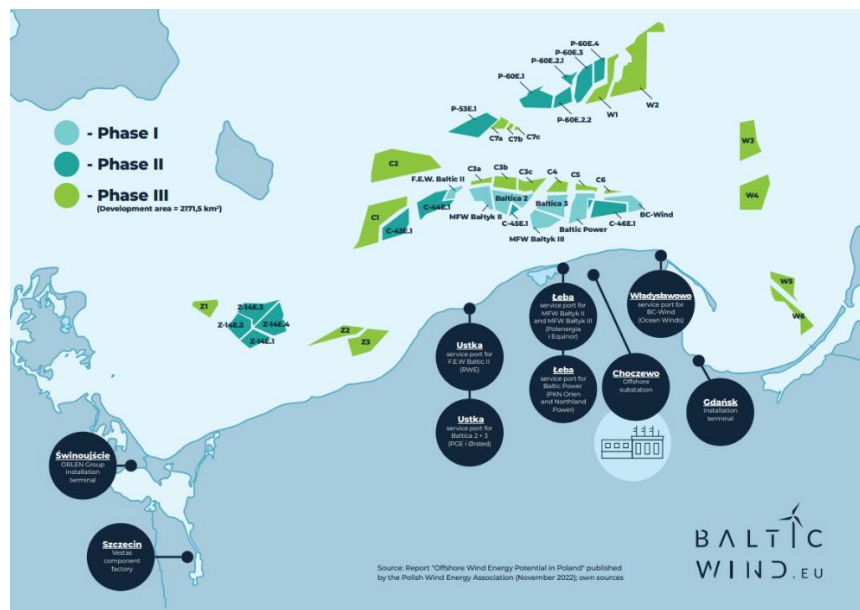 - Phase I
- Phase II
- Phase III
(Development area = 2171,5 km²)
P-60E.4
P-60E.3
P-60E.2.1
P-60E.1
P-60E.2.2
W1
W2
P-53E.1
C7a
C7b
C7c
W3
W4
C2
F.E.W. Baltic II
C3a
C3b
C3c
C4
C5
C6
C1
C-43E.1
C-44E.1
MFW Bałtyk II
Baltica 2
C-45E.1
Baltica 3
MFW Bałtyk III
Baltic Power
C-46E.1
BC-Wind
W5
W6
Z1
Z-14E.3
Z-14E.2
Z-14E.4
Z-14E.1
Z2
Z3
Ustka
service port for
F.E.W Baltic II
(RWE)
Ustka
service port for
Baltica 2 + 3
(PGE i Ørsted)
Łeba
service port for
MFW Bałtyk II
and MFW Bałtyk III
(Polenergia
i Equinor)
Łeba
service port for
Baltic Power
(PKN Orlen
and Northland
Power)
Choczewo
Offshore
substation
Władysławowo
service port for
BC-Wind
(Ocean Winds)
Gdańsk
Installation
terminal
Świnoujście
ORLEN Group
installation
terminal
Szczecin
Vestas
component
factory
Source: Report "Offshore Wind Energy Potential in Poland" published
by the Polish Wind Energy Association (November 2022); own sources
BALTIC
WIND.EU